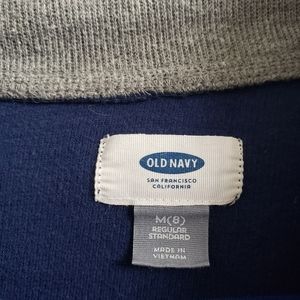 OLD NAVY
SAN FRANCISCO
CALIFORNIA
M(8)
REGULAR
STANDARD
MADE IN
VIETNAM